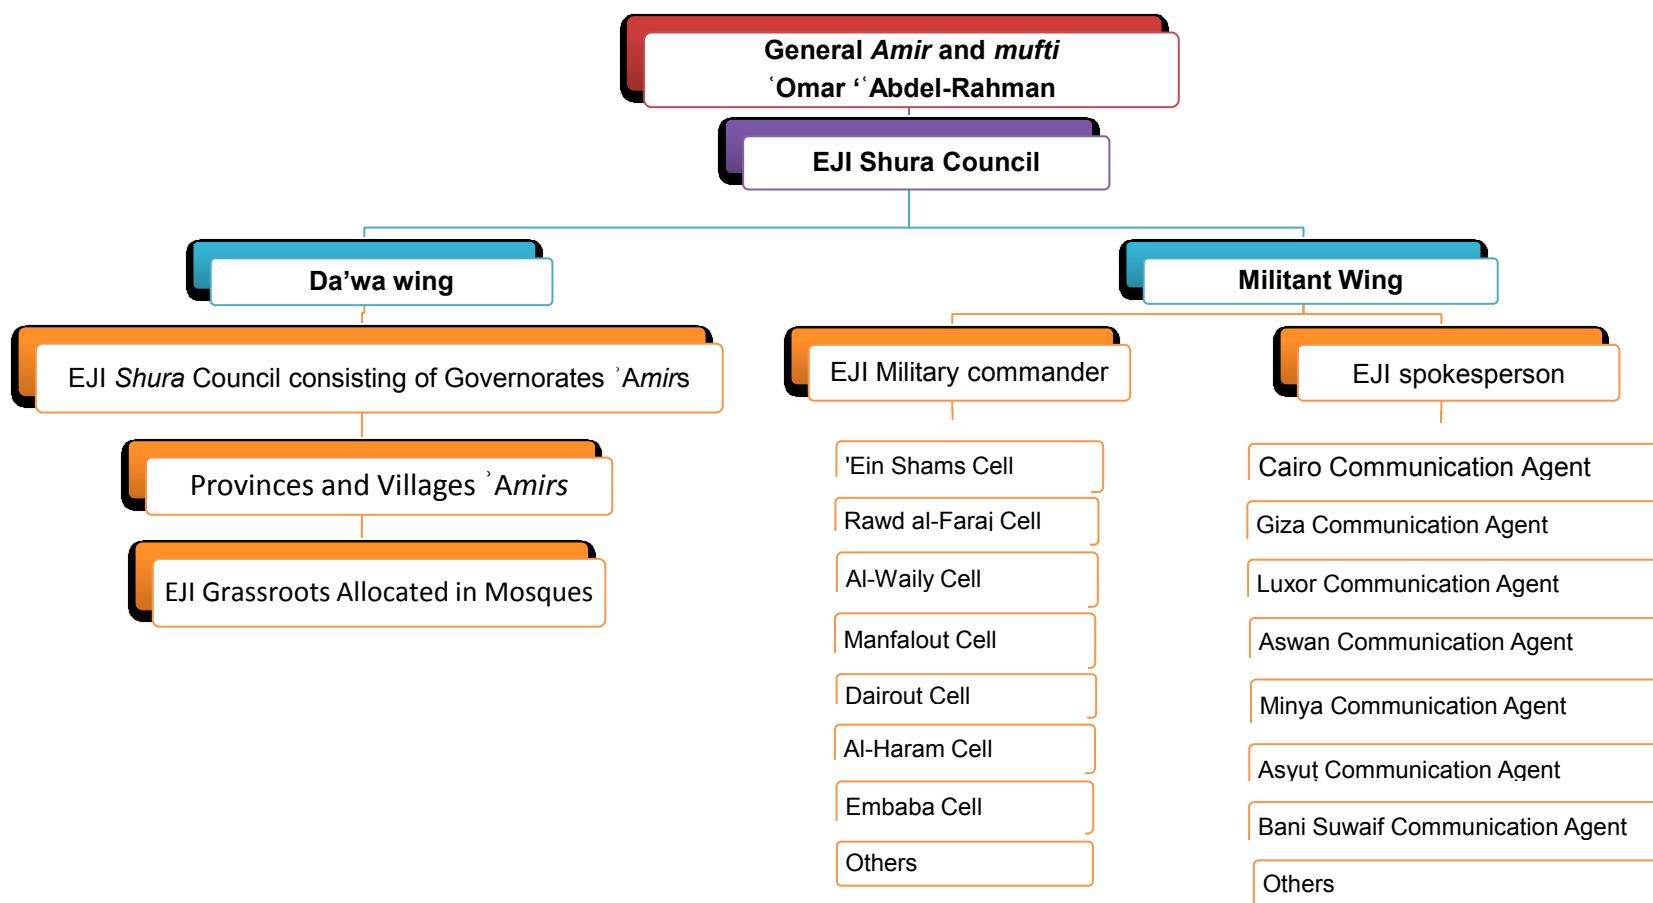 General Amir and mufti
ʿOmar ‘ʿAbdel-Rahman
EJI Shura Council
Da’wa wing
Militant Wing
EJI Shura Council consisting of Governorates ʾAmirs
EJI Military commander
EJI spokesperson
Provinces and Villages ʾAmirs
EJI Grassroots Allocated in Mosques
'Ein Shams Cell
Rawd al-Faraj Cell
Al-Waily Cell
Manfalout Cell
Dairout Cell
Al-Haram Cell
Embaba Cell
Others
Cairo Communication Agent
Giza Communication Agent
Luxor Communication Agent
Aswan Communication Agent
Minya Communication Agent
Asyuṭ Communication Agent
Bani Suwaif Communication Agent
Others